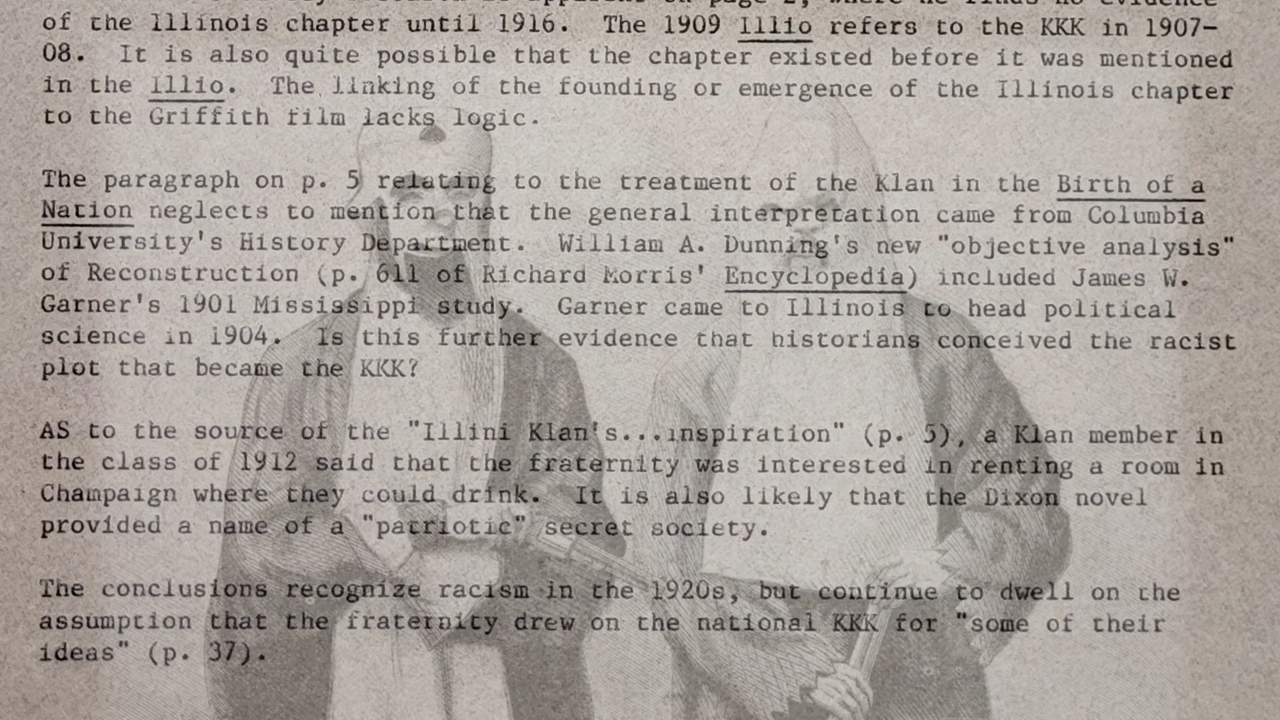 of the Illinois chapter until 1916.  The 1909 Illio refers to the KKK in 1907-
08.  It is also quite possible that the chapter existed before it was mentioned
in the Illio.  The linking of the founding or emergence of the Illinois chapter
to the Griffith film lacks logic.
The paragraph on p. 5 relating to the treatment of the Klan in the Birth of a
Nation neglects to mention that the general interpretation came from Columbia
University's History Department.  William A. Dunning's new "objective analysis"
of Reconstruction (p. 611 of Richard Morris' Encyclopedia) included James W.
Garner's 1901 Mississippi study.  Garner came to Illinois to head political
science in 1904.  Is this further evidence that historians conceived the racist
plot that became the KKK?
AS to the source of the "Illini Klan's...inspiration" (p. 5), a Klan member in
the class of 1912 said that the fraternity was interested in renting a room in
Champaign where they could drink.  It is also likely that the Dixon novel
provided a name of a "patriotic" secret society.
The conclusions recognize racism in the 1920s, but continue to dwell on the
assumption that the fraternity drew on the national KKK for "some of their
ideas" (p. 37).